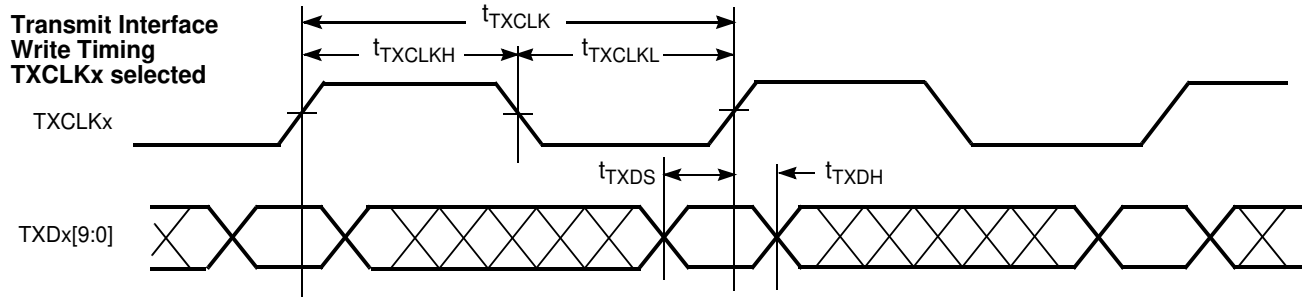 Transmit Interface
Write Timing
TXCLKx selected
tTXCLK
tTXCLKH
tTXCLKL
TXCLKx
tTXDS
tTXDH
TXDx[9:0]